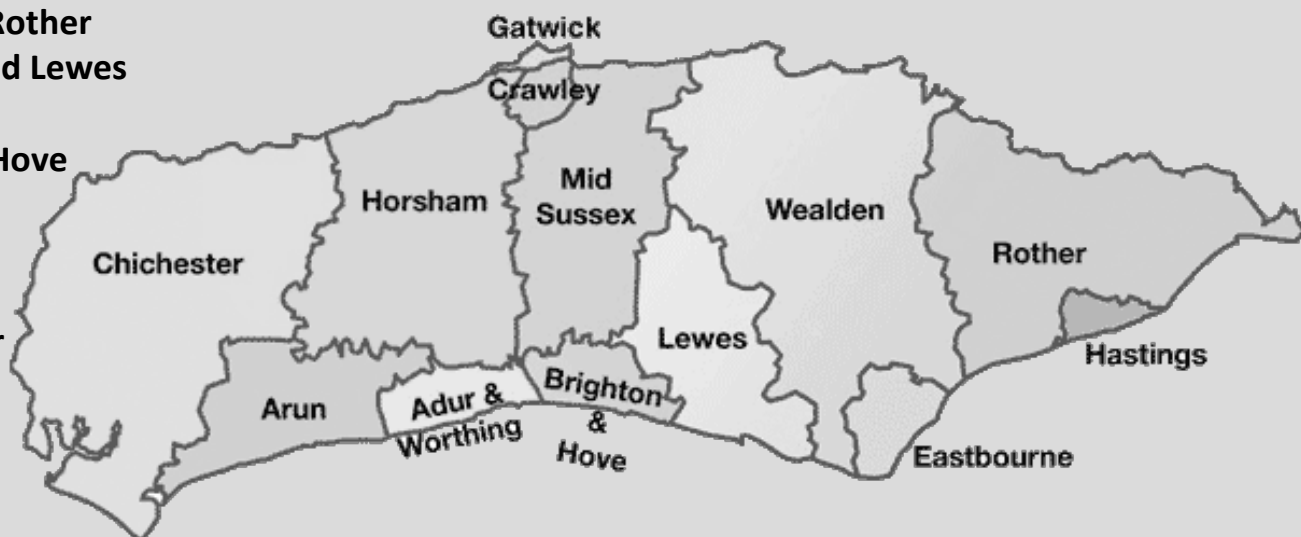 Rother
d Lewes
Hove
Gatwick
Crawley
Horsham
Mid
Sussex
Wealden
Chichester
Rother
Lewes
Hastings
Arun
Adur &
Worthing
Brighton
&
Hove
Eastbourne